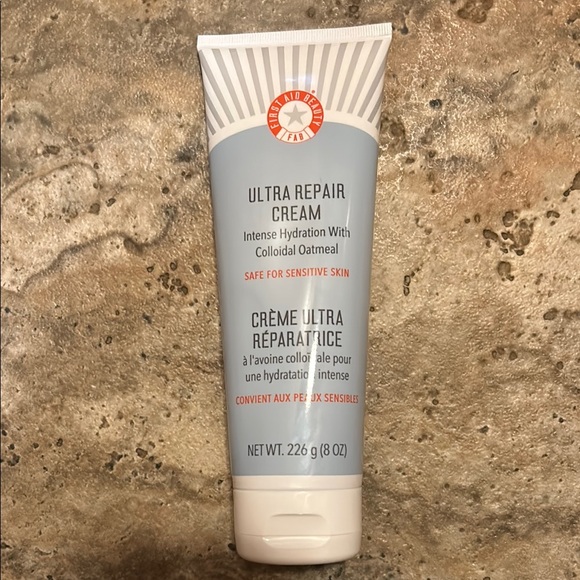 FIRST AID BEAUTY
FAB
ULTRA REPAIR
CREAM
Intense Hydration With
Colloidal Oatmeal
SAFE FOR SENSITIVE SKIN
CRÈME ULTRA
RÉPARATRICE
à l'avoine colloïdale pour
une hydratation intense
CONVIENT AUX PEAUX SENSIBLES
NET WT. 226 g (8 OZ)